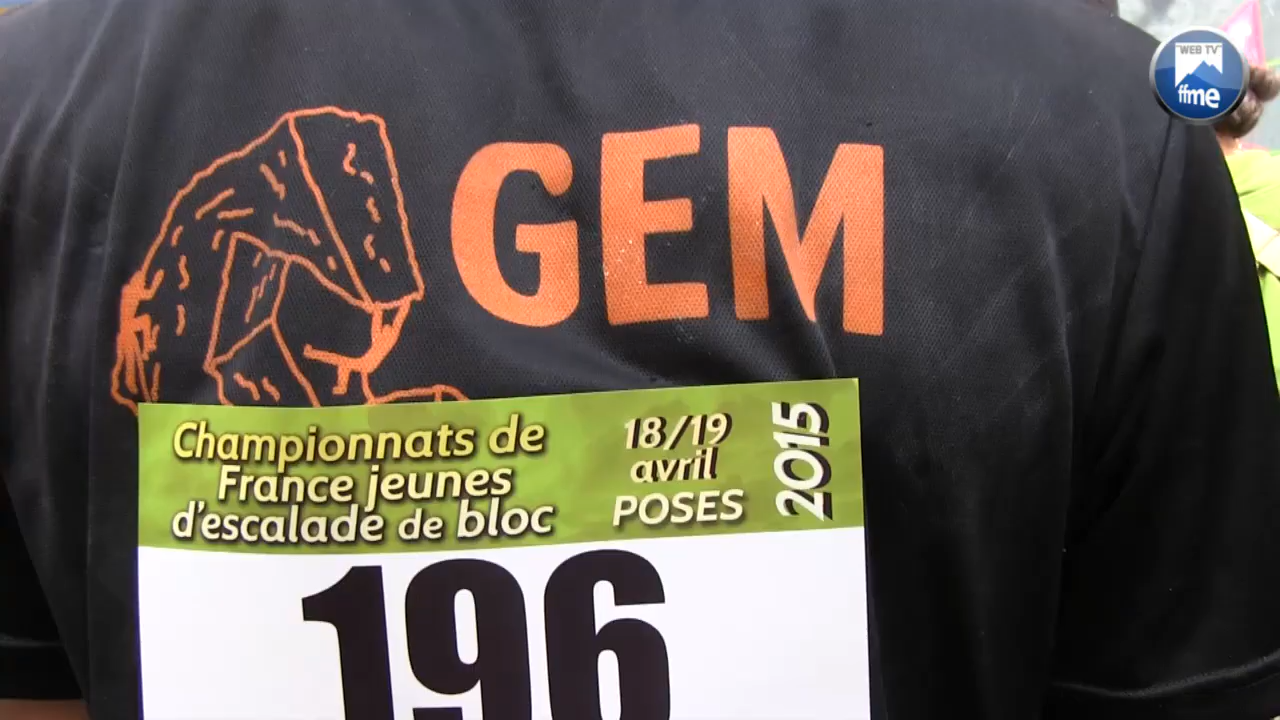 WEB TV
ffme
GEM
Championnats de
France jeunes
d'escalade de bloc
18/19
avril
POSES
2015
196